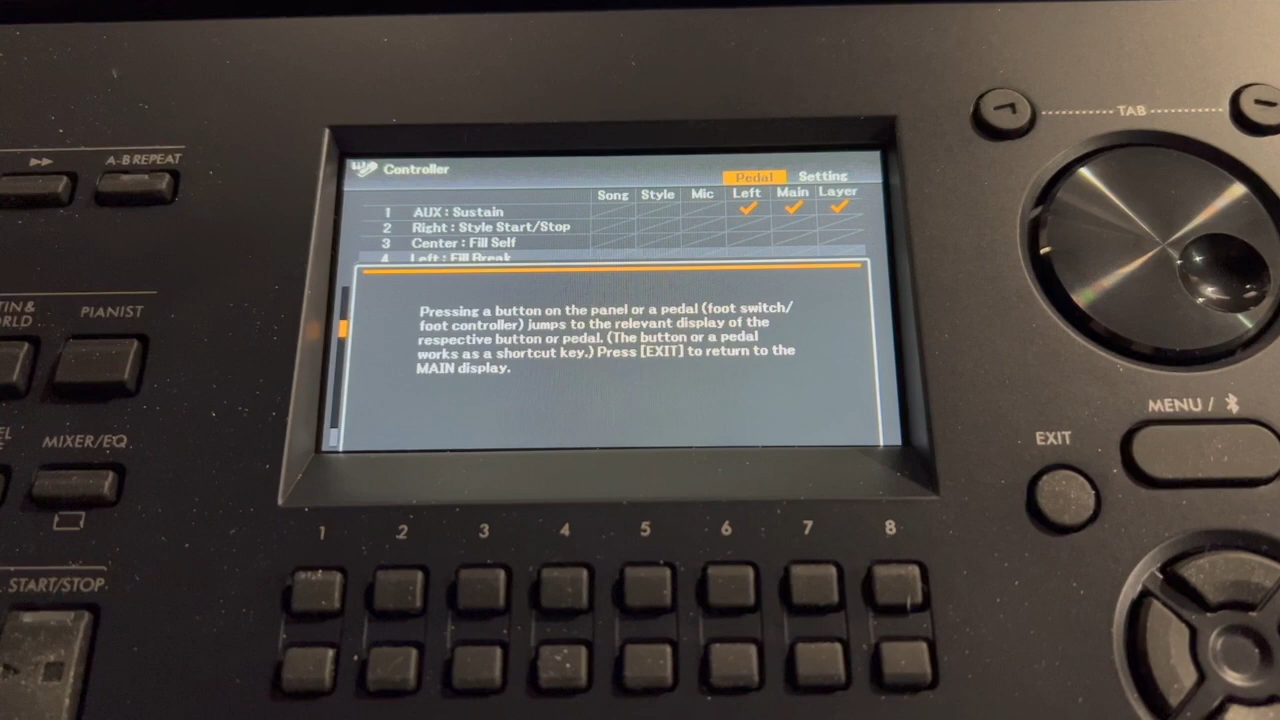 A-B REPEAT
TAB
Controller
Pedal Setting
Song Style Mic Left Main Layer
1 AUX : Sustain
2 Right : Style Start/Stop
3 Center : Fill Self
4 Left : Fill Break
Pressing a button on the panel or a pedal (foot switch/
foot controller) jumps to the relevant display of the
respective button or pedal. (The button or a pedal
works as a shortcut key.) Press [EXIT] to return to the
MAIN display.
PIANIST
MENU /
EXIT
MIXER/EQ
1 2 3 4 5 6 7 8
START/STOP